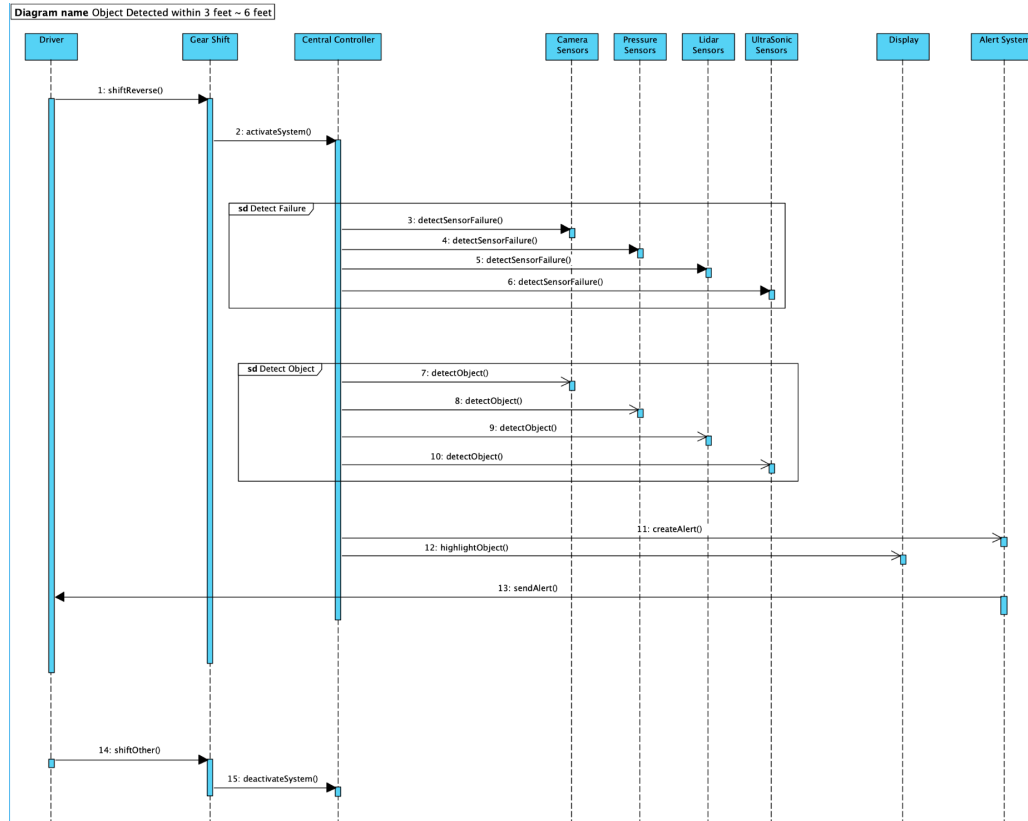 Diagram name Object Detected within 3 feet ~ 6 feet
Driver
Gear Shift
Central Controller
Camera
Sensors
Pressure
Sensors
Lidar
Sensors
UltraSonic
Sensors
Display
Alert System
1: shiftReverse()
2: activateSystem()
sd Detect Failure
3: detectSensorFailure()
4: detectSensorFailure()
5: detectSensorFailure()
6: detectSensorFailure()
sd Detect Object
7: detectObject()
8: detectObject()
9: detectObject()
10: detectObject()
11: createAlert()
12: highlightObject()
13: sendAlert()
14: shiftOther()
15: deactivateSystem()